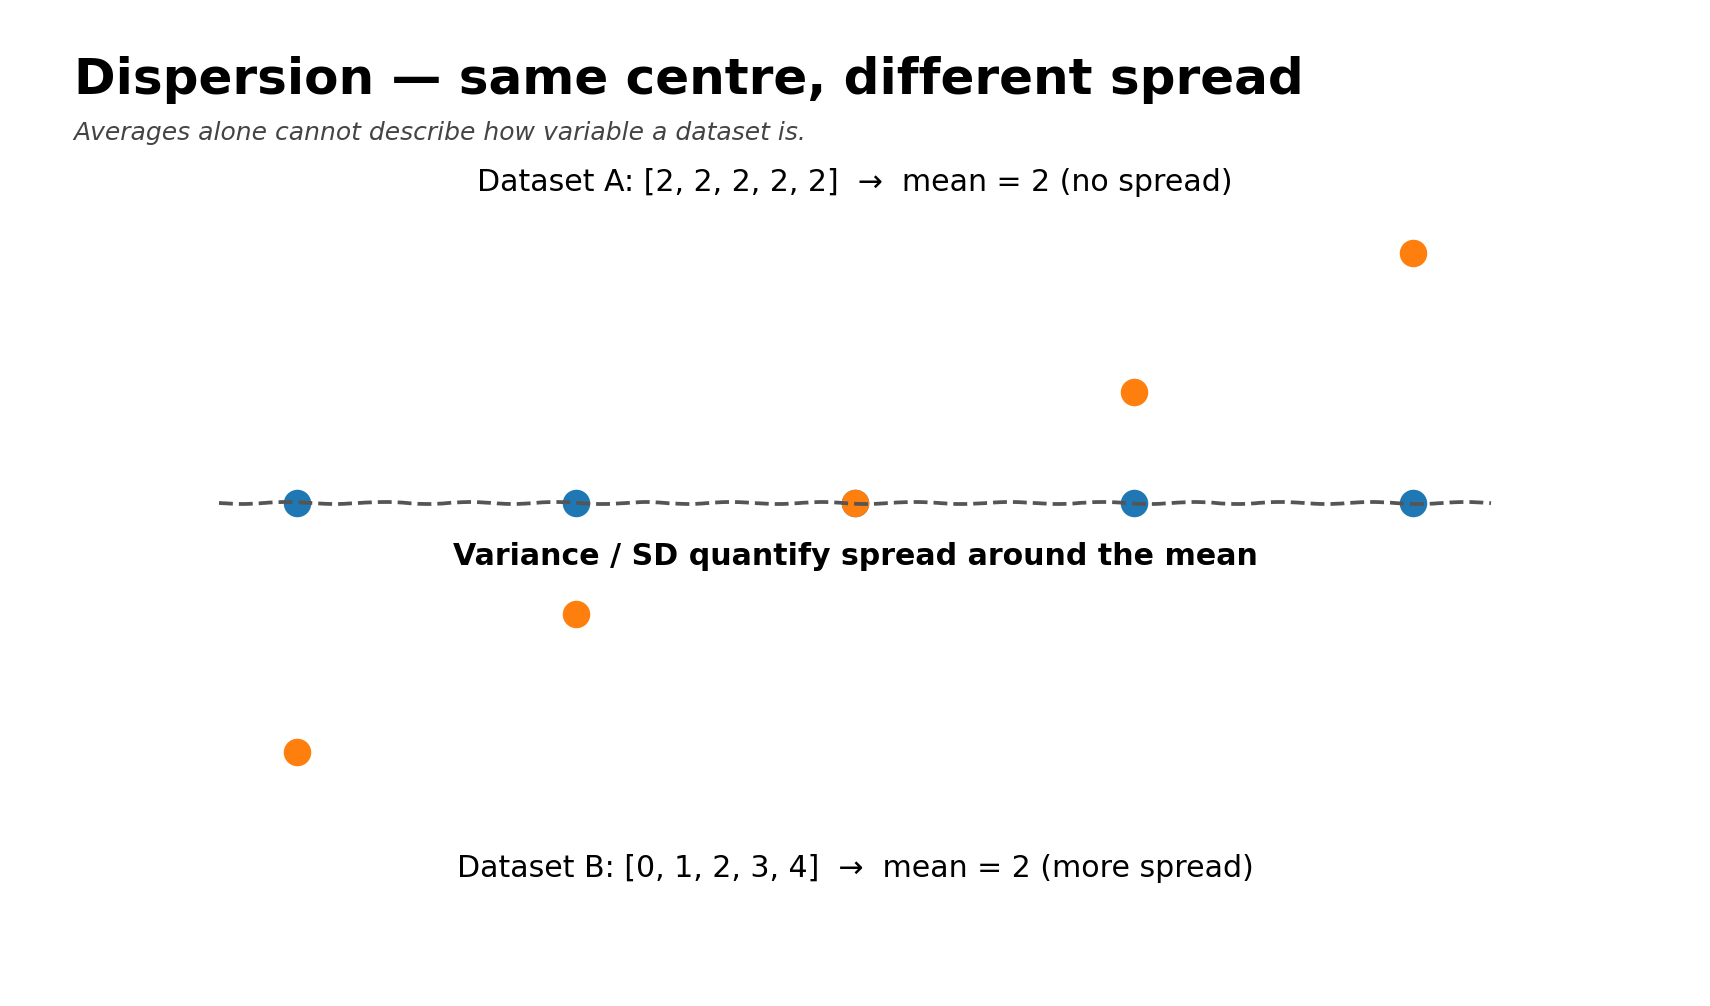 Dispersion — same centre, different spread
Averages alone cannot describe how variable a dataset is.
Dataset A: [2, 2, 2, 2, 2] → mean = 2 (no spread)
Variance / SD quantify spread around the mean
Dataset B: [0, 1, 2, 3, 4] → mean = 2 (more spread)